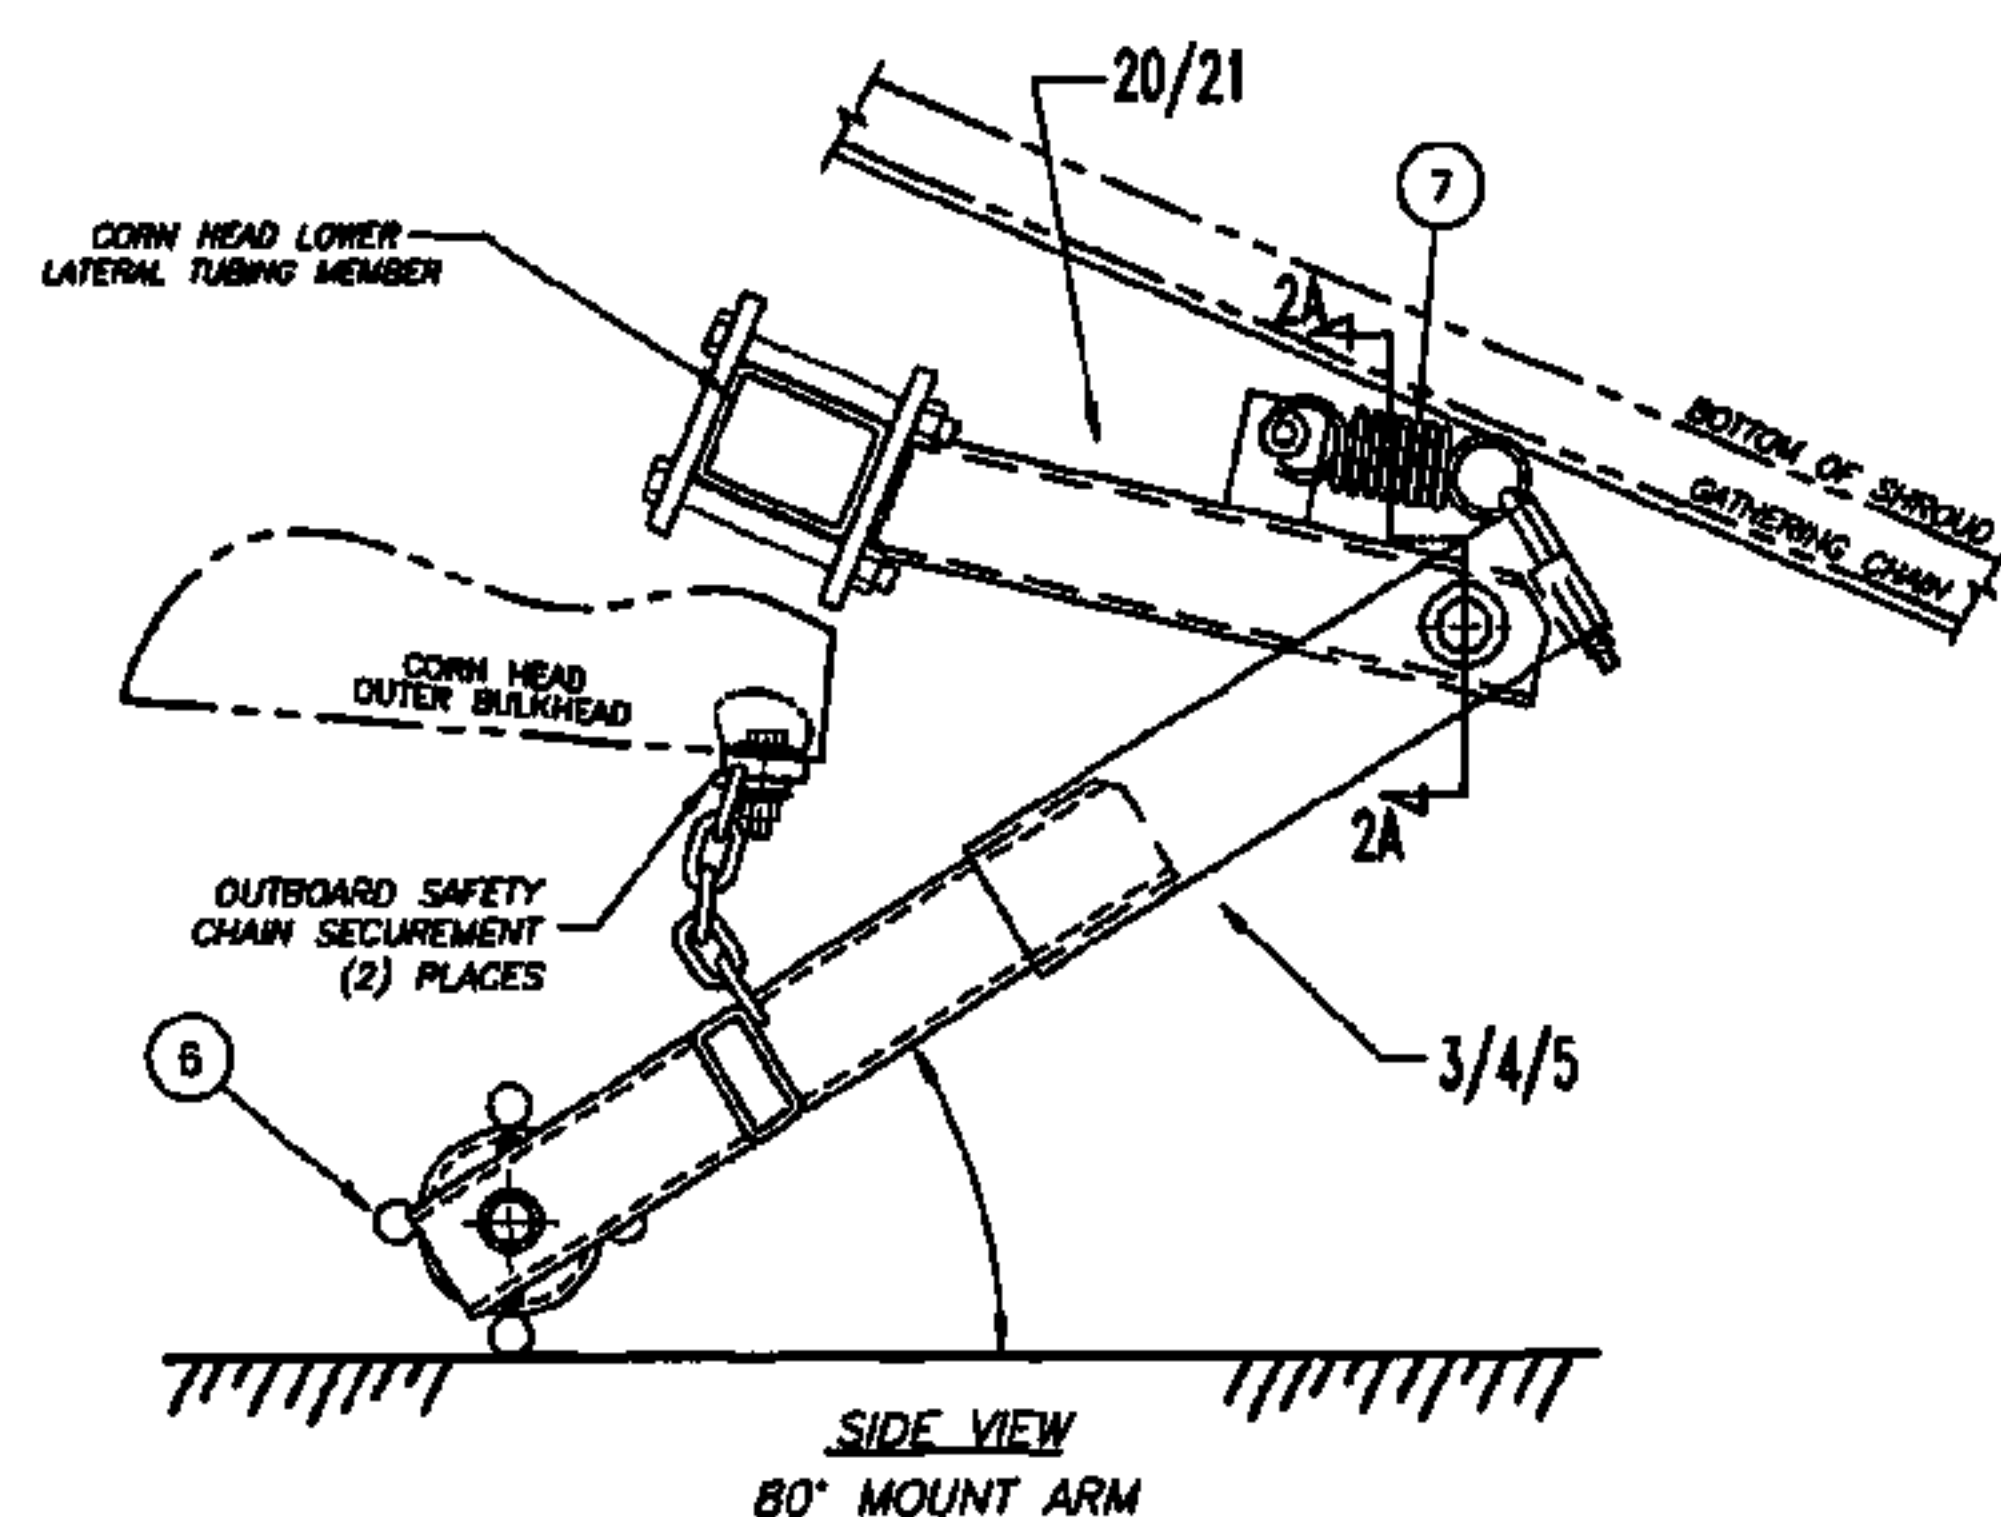 20/21
7
CORN HEAD LOWER
LATERAL TUBING MEMBER
2A
BOTTOM OF SHROUD
GATHERING CHAIN
CORN HEAD
OUTER BULKHEAD
2A
OUTBOARD SAFETY
CHAIN SECUREMENT
(2) PLACES
6
3/4/5
SIDE VIEW
80° MOUNT ARM